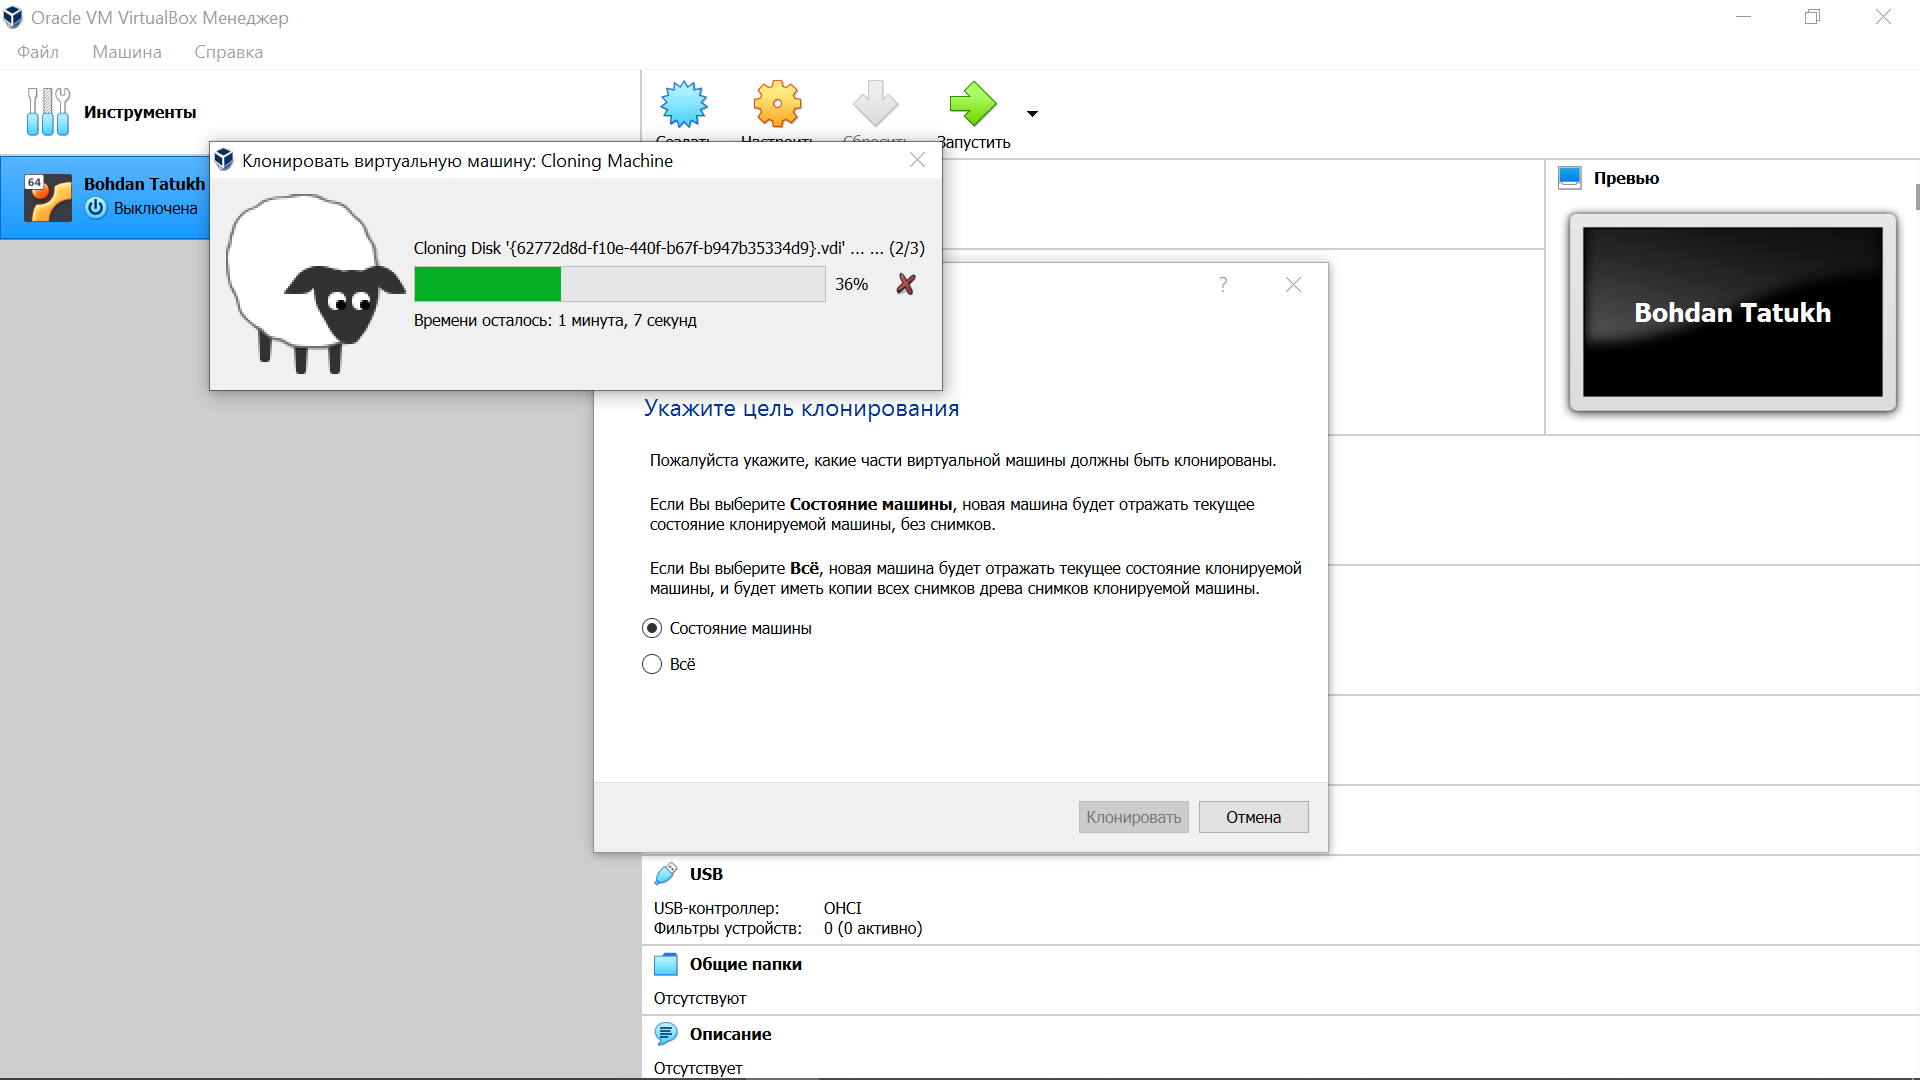 Oracle VM VirtualBox Менеджер
Файл Машина Справка
Инструменты
Создать Настроить Сбросить Запустить
64
Bohdan Tatukh
Выключена
Клонировать виртуальную машину: Cloning Machine
Cloning Disk '{62772d8d-f10e-440f-b67f-b947b35334d9}.vdi' ... ... (2/3)
36%
Времени осталось: 1 минута, 7 секунд
Превью
Bohdan Tatukh
?
Укажите цель клонирования
Пожалуйста укажите, какие части виртуальной машины должны быть клонированы.
Если Вы выберите Состояние машины, новая машина будет отражать текущее
состояние клонируемой машины, без снимков.
Если Вы выберите Всё, новая машина будет отражать текущее состояние клонируемой
машины, и будет иметь копии всех снимков древа снимков клонируемой машины.
Состояние машины
Всё
Клонировать Отмена
USB
USB-контроллер: OHCI
Фильтры устройств: 0 (0 активно)
Общие папки
Отсутствуют
Описание
Отсутствует